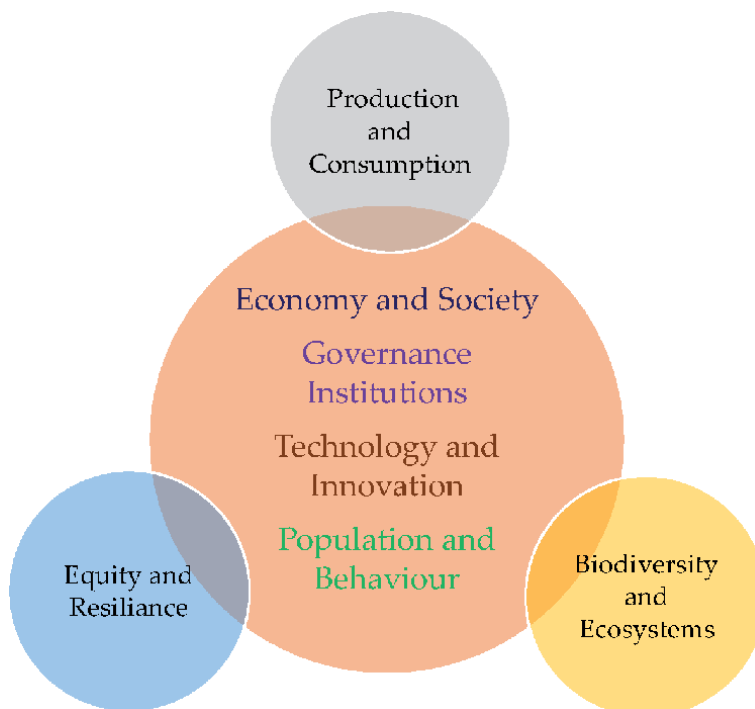 Production
and
Consumption
Economy and Society
Governance
Institutions
Technology and
Innovation
Population and
Behaviour
Equity and
Resiliance
Biodiversity
and
Ecosystems